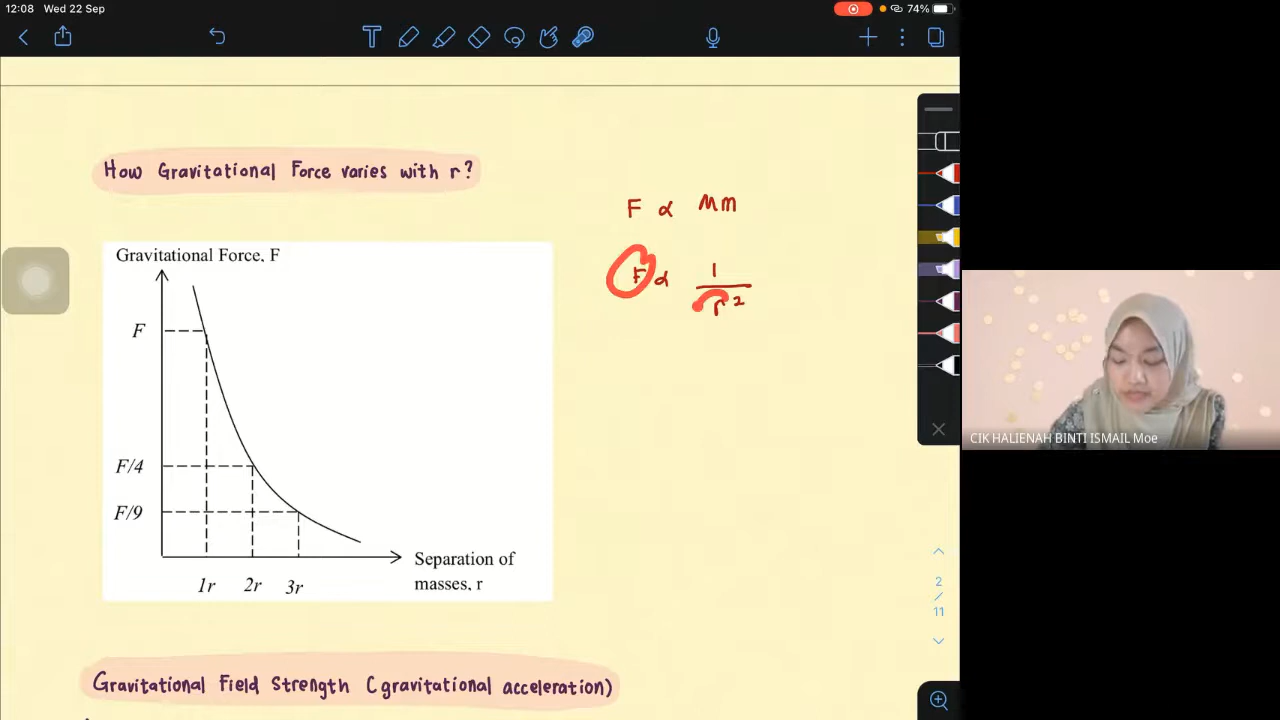 12:08 Wed 22 Sep
74%
T
How Gravitational Force varies with r?
F ∝ Mm
F ∝ 1/r²
Gravitational Force, F
F
F/4
F/9
1r 2r 3r
Separation of
masses, r
CIK HALIENAH BINTI ISMAIL Moe
2
/
11
Gravitational Field Strength (gravitational acceleration)